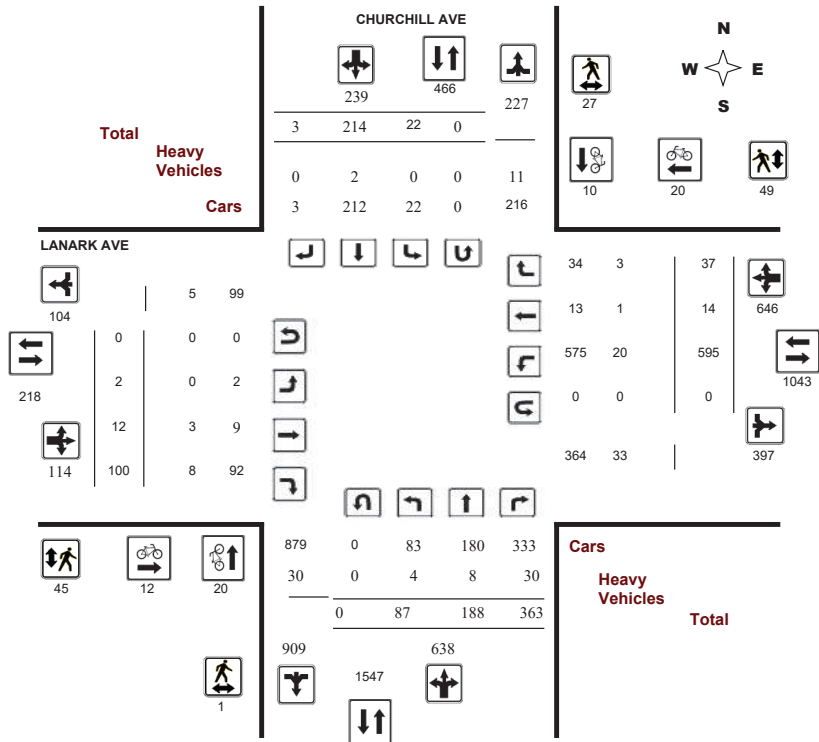 CHURCHILL AVE
N
W E
S
239
466
227
27
Total
3 214 22 0
Heavy
Vehicles
0 2 0 0 11
10 20 49
Cars
3 212 22 0 216
LANARK AVE
34 3 37
104
5 99
646
13 1 14
0 0 0
575 20 595
1043
218
2 0 2
0 0 0
12 3 9
114
100 8 92
364 33
397
879 0 83 180 333
Cars
30 0 4 8 30
Heavy
Vehicles
45 12 20
0 87 188 363
Total
909
638
1547
1